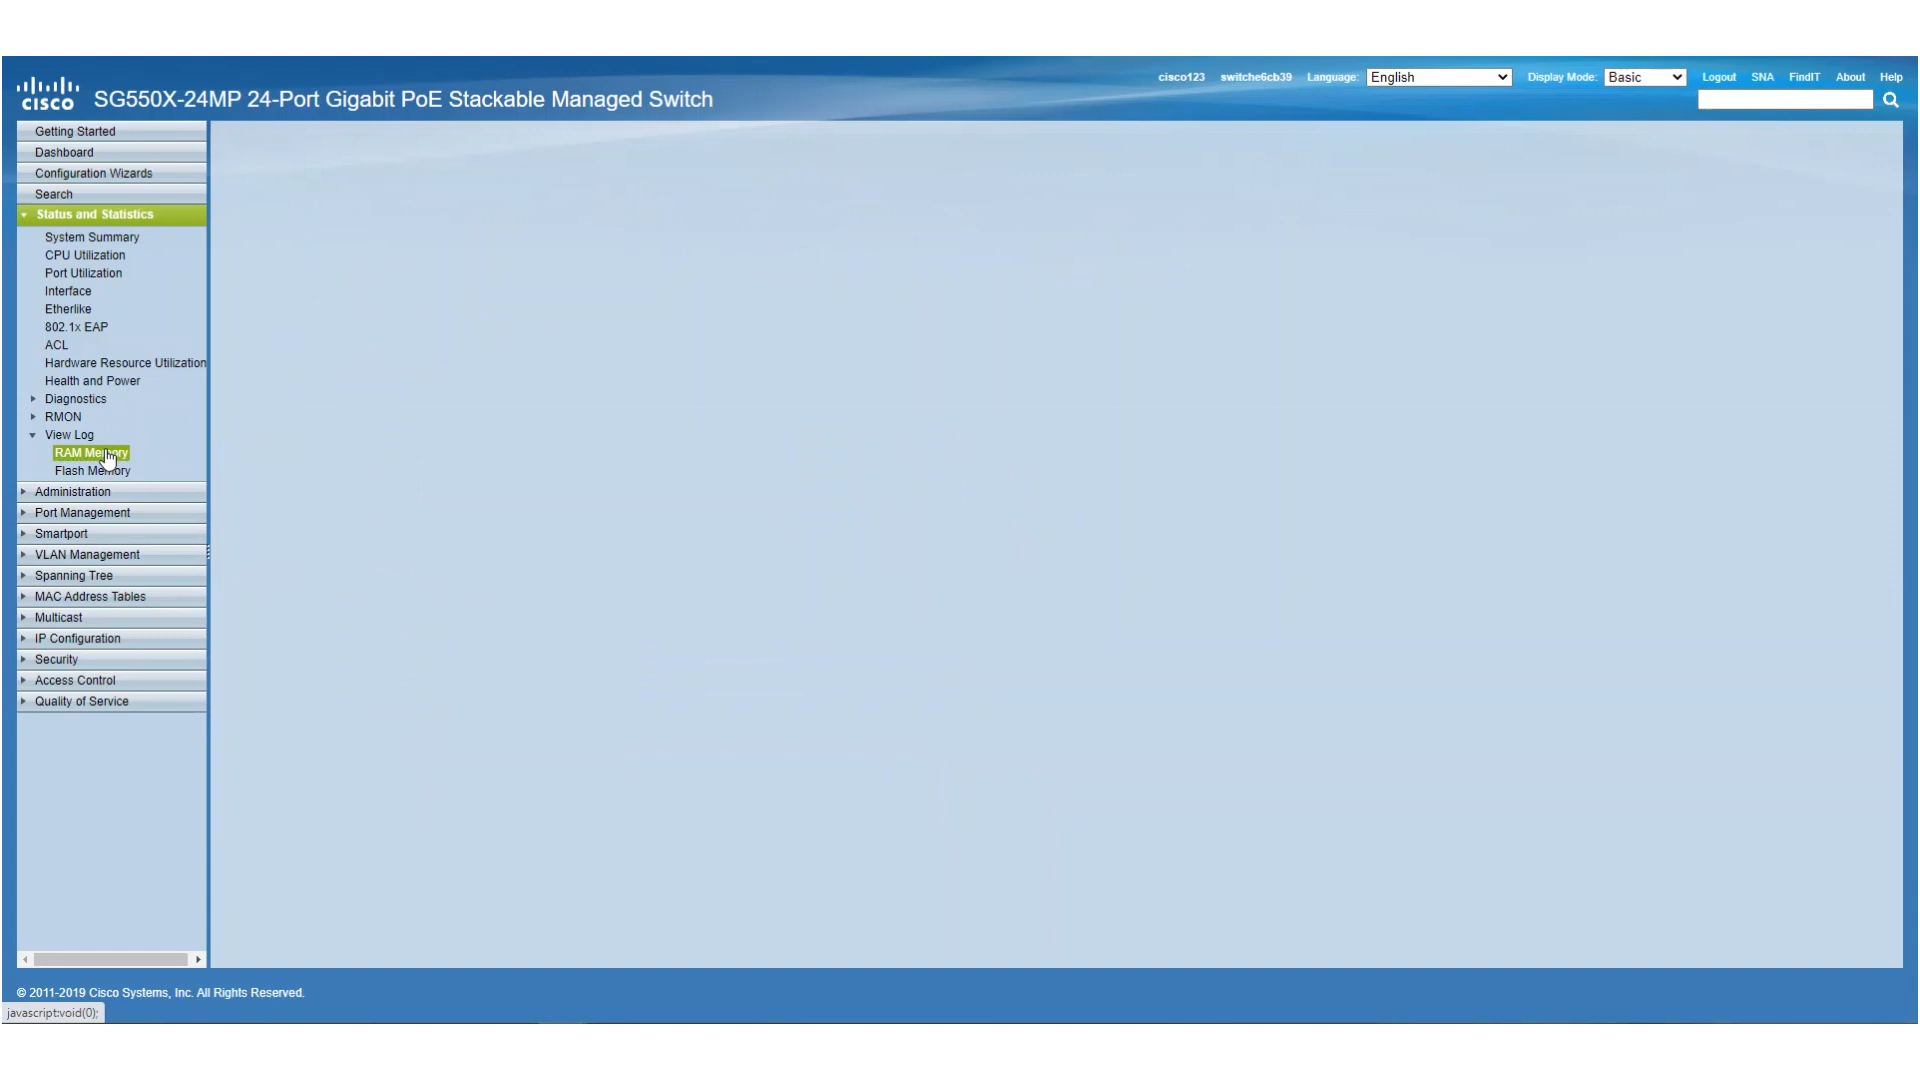 cisco123 switche6cb39 Language: English Display Mode: Basic Logout SNA FindIT About Help
CISCO SG550X-24MP 24-Port Gigabit PoE Stackable Managed Switch
Getting Started
Dashboard
Configuration Wizards
Search
Status and Statistics
System Summary
CPU Utilization
Port Utilization
Interface
Etherlike
802.1x EAP
ACL
Hardware Resource Utilization
Health and Power
Diagnostics
RMON
View Log
RAM Memory
Flash Memory
Administration
Port Management
Smartport
VLAN Management
Spanning Tree
MAC Address Tables
Multicast
IP Configuration
Security
Access Control
Quality of Service
© 2011-2019 Cisco Systems, Inc. All Rights Reserved.
javascript:void(0);